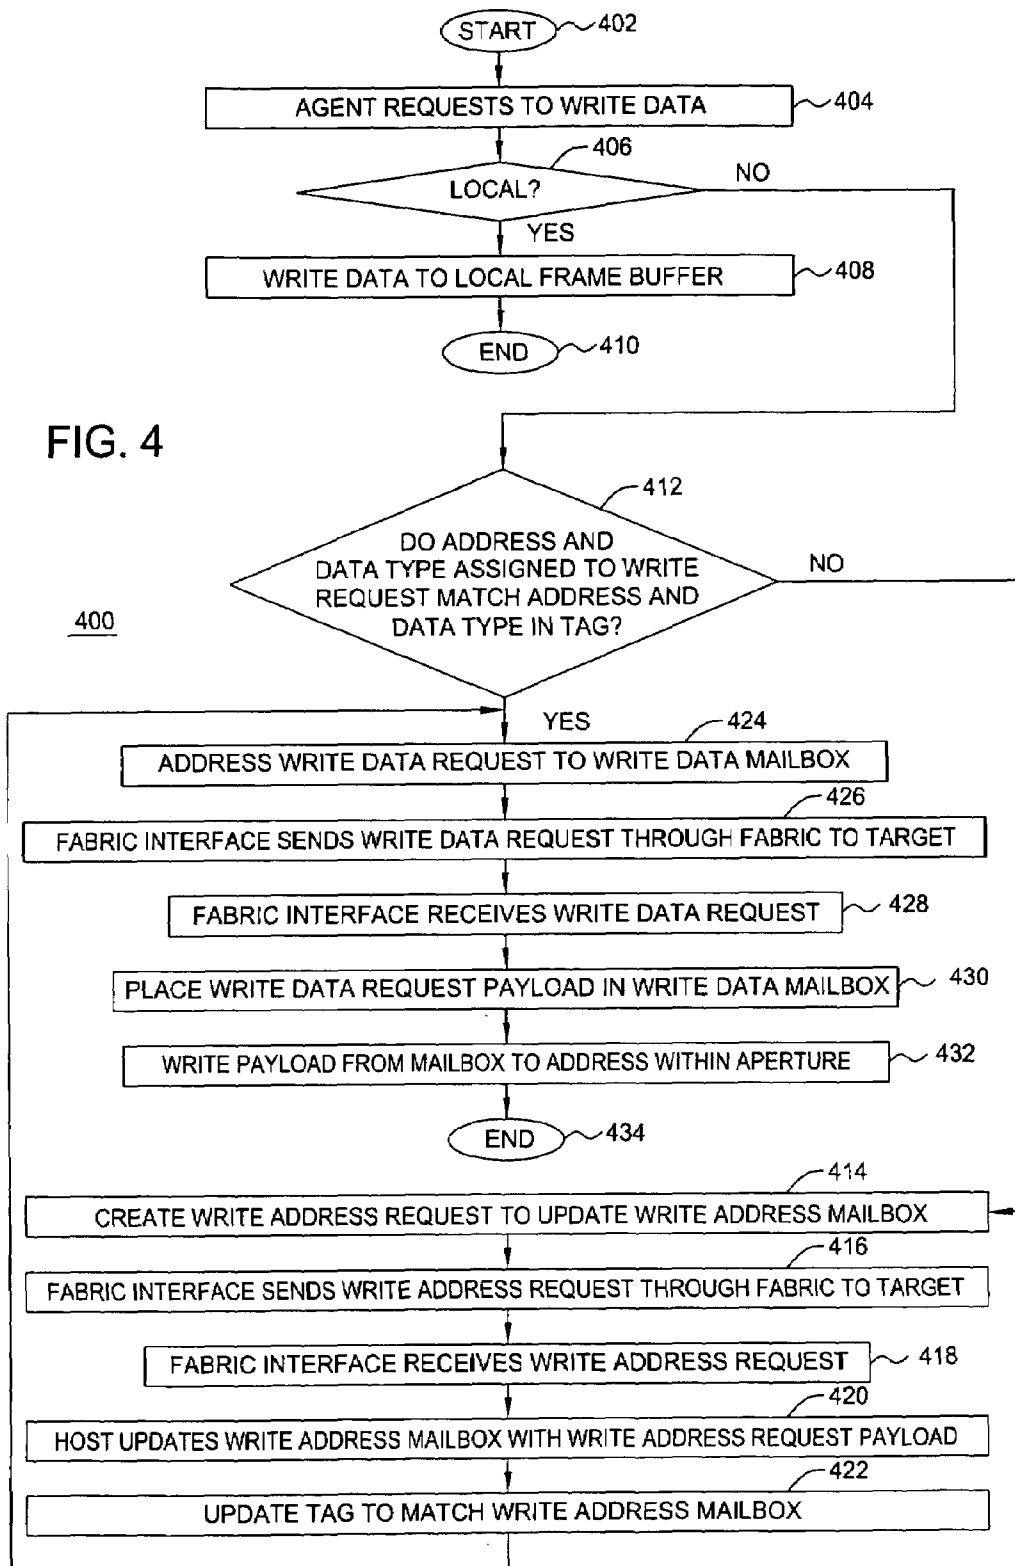 START
402
AGENT REQUESTS TO WRITE DATA
404
406
LOCAL?
NO
YES
WRITE DATA TO LOCAL FRAME BUFFER
408
END
410
FIG. 4
412
DO ADDRESS AND
DATA TYPE ASSIGNED TO WRITE
REQUEST MATCH ADDRESS AND
DATA TYPE IN TAG?
NO
400
YES
424
ADDRESS WRITE DATA REQUEST TO WRITE DATA MAILBOX
426
FABRIC INTERFACE SENDS WRITE DATA REQUEST THROUGH FABRIC TO TARGET
FABRIC INTERFACE RECEIVES WRITE DATA REQUEST
428
PLACE WRITE DATA REQUEST PAYLOAD IN WRITE DATA MAILBOX
430
WRITE PAYLOAD FROM MAILBOX TO ADDRESS WITHIN APERTURE
432
END
434
414
CREATE WRITE ADDRESS REQUEST TO UPDATE WRITE ADDRESS MAILBOX
416
FABRIC INTERFACE SENDS WRITE ADDRESS REQUEST THROUGH FABRIC TO TARGET
FABRIC INTERFACE RECEIVES WRITE ADDRESS REQUEST
418
420
HOST UPDATES WRITE ADDRESS MAILBOX WITH WRITE ADDRESS REQUEST PAYLOAD
422
UPDATE TAG TO MATCH WRITE ADDRESS MAILBOX